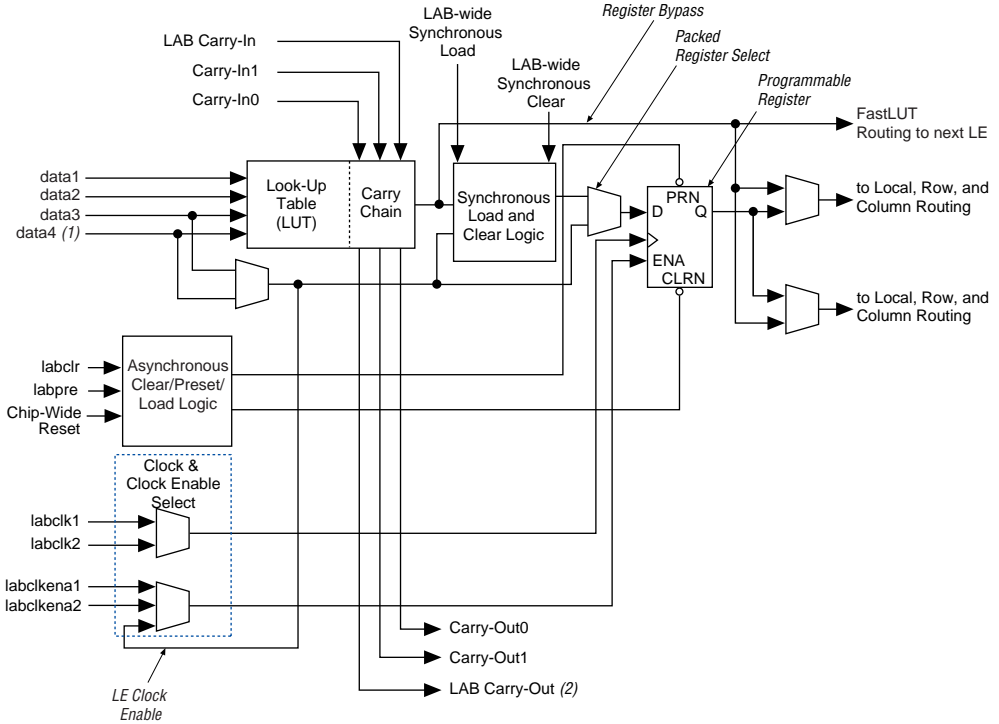 Register Bypass
LAB-wide
Synchronous
Load
Packed
Register Select
LAB Carry-In
Carry-In1
Carry-In0
LAB-wide
Synchronous
Clear
Programmable
Register
FastLUT
Routing to next LE
data1
data2
data3
data4 (1)
Look-Up
Table
(LUT)
Carry
Chain
Synchronous
Load and
Clear Logic
PRN
D
Q
ENA
CLRN
to Local, Row, and
Column Routing
to Local, Row, and
Column Routing
labclr
labpre
Chip-Wide
Reset
Asynchronous
Clear/Preset/
Load Logic
Clock &
Clock Enable
Select
labclk1
labclk2
labclkena1
labclkena2
Carry-Out0
Carry-Out1
LAB Carry-Out (2)
LE Clock
Enable